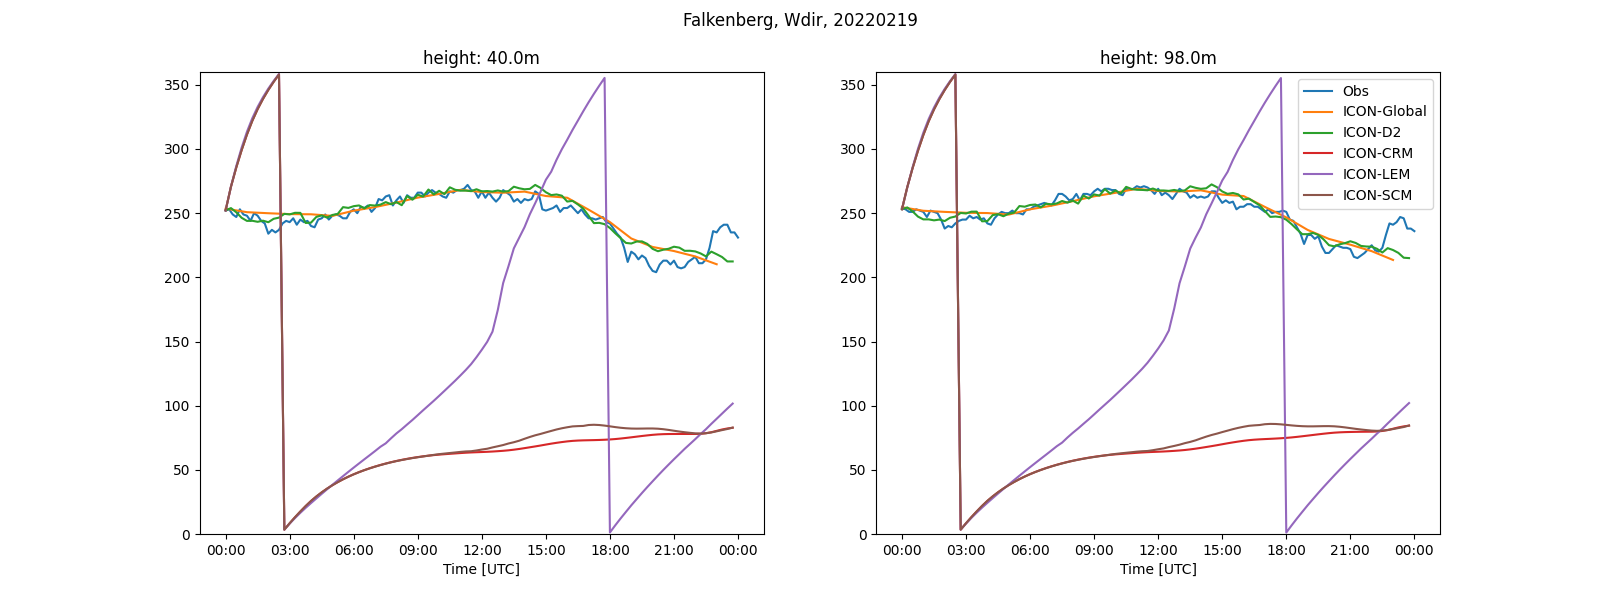 Falkenberg, Wdir, 20220219
height: 40.0m
350
300
250
200
150
100
50
0
00:00 03:00 06:00 09:00 12:00 15:00 18:00 21:00 00:00
Time [UTC]
height: 98.0m
350
300
250
200
150
100
50
0
00:00 03:00 06:00 09:00 12:00 15:00 18:00 21:00 00:00
Time [UTC]
Obs
ICON-Global
ICON-D2
ICON-CRM
ICON-LEM
ICON-SCM